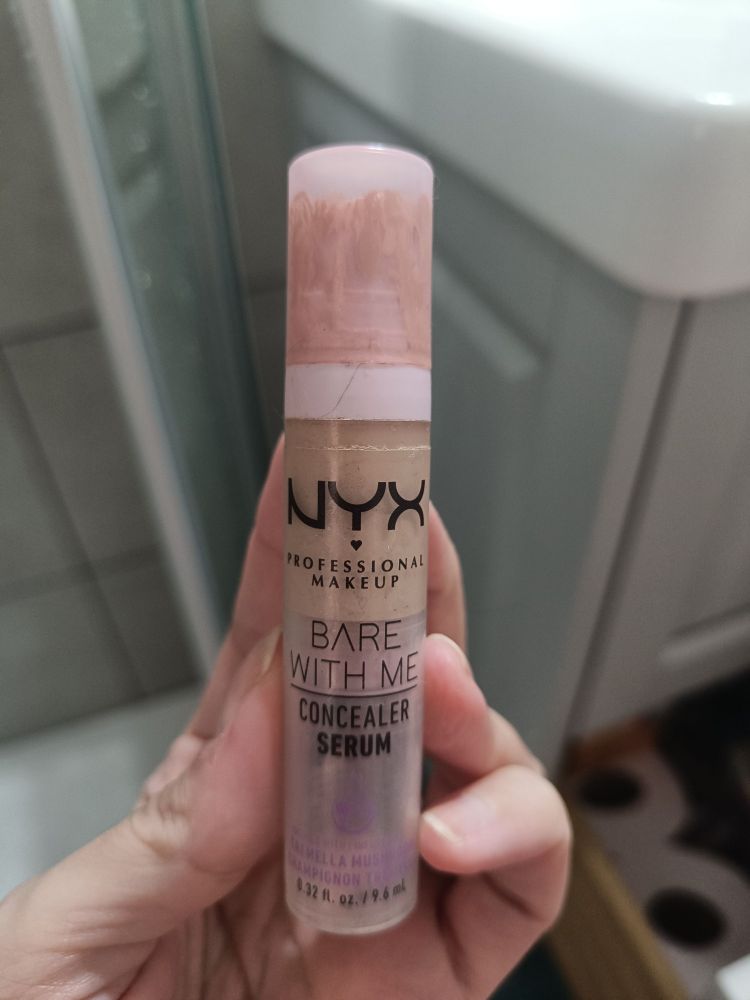 NYX
PROFESSIONAL
MAKEUP
BARE
WITH ME
CONCEALER
SERUM
0.32 fl. oz. / 9.6 mL